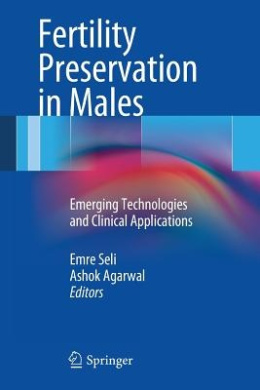 Fertility
Preservation
in Males
Emerging Technologies
and Clinical Applications
Emre Seli
Ashok Agarwal
Editors
Springer